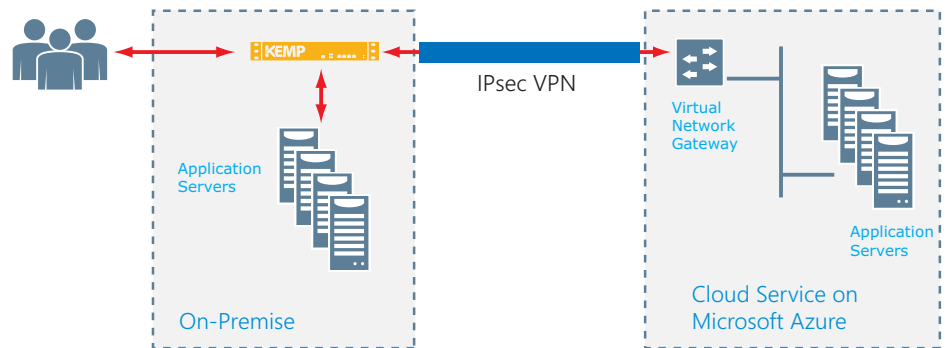 KEMP
IPsec VPN
Virtual
Network
Gateway
Application
Servers
Application
Servers
On-Premise
Cloud Service on
Microsoft Azure